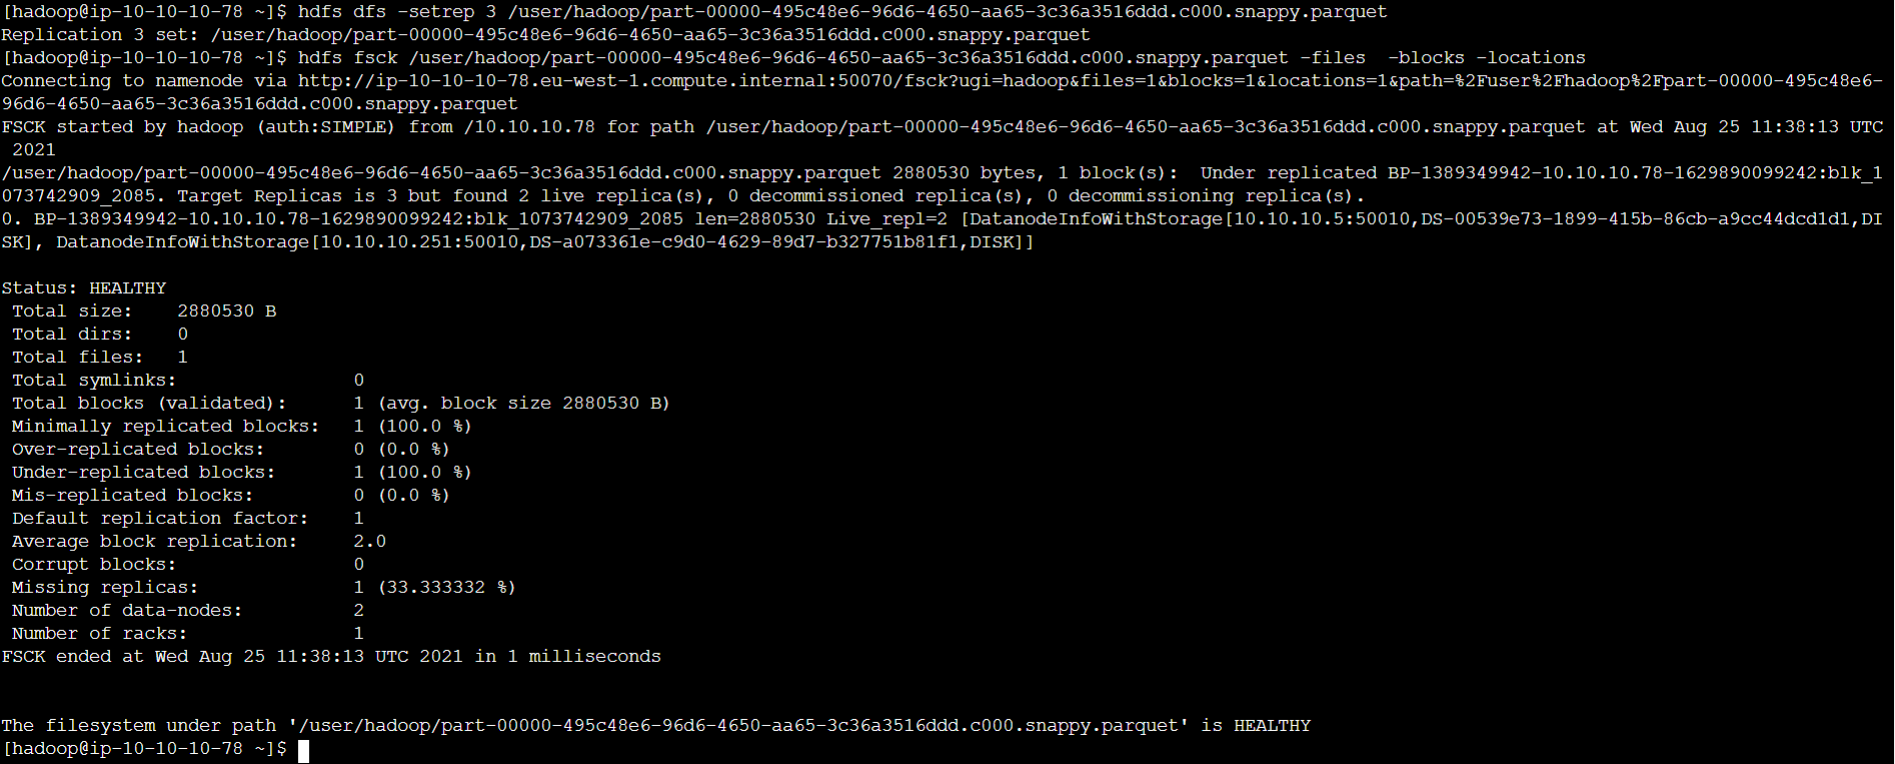 [hadoop@ip-10-10-10-78 ~]$ hdfs dfs -setrep 3 /user/hadoop/part-00000-495c48e6-96d6-4650-aa65-3c36a3516ddd.c000.snappy.parquet
Replication 3 set: /user/hadoop/part-00000-495c48e6-96d6-4650-aa65-3c36a3516ddd.c000.snappy.parquet
[hadoop@ip-10-10-10-78 ~]$ hdfs fsck /user/hadoop/part-00000-495c48e6-96d6-4650-aa65-3c36a3516ddd.c000.snappy.parquet -files  -blocks -locations
Connecting to namenode via http://ip-10-10-10-78.eu-west-1.compute.internal:50070/fsck?ugi=hadoop&files=1&blocks=1&locations=1&path=%2Fuser%2Fhadoop%2Fpart-00000-495c48e6-
96d6-4650-aa65-3c36a3516ddd.c000.snappy.parquet
FSCK started by hadoop (auth:SIMPLE) from /10.10.10.78 for path /user/hadoop/part-00000-495c48e6-96d6-4650-aa65-3c36a3516ddd.c000.snappy.parquet at Wed Aug 25 11:38:13 UTC
 2021
/user/hadoop/part-00000-495c48e6-96d6-4650-aa65-3c36a3516ddd.c000.snappy.parquet 2880530 bytes, 1 block(s):  Under replicated BP-1389349942-10.10.10.78-1629890099242:blk_1
073742909_2085. Target Replicas is 3 but found 2 live replica(s), 0 decommissioned replica(s), 0 decommissioning replica(s).
0. BP-1389349942-10.10.10.78-1629890099242:blk_1073742909_2085 len=2880530 Live_repl=2 [DatanodeInfoWithStorage[10.10.10.5:50010,DS-00539e73-1899-415b-86cb-a9cc44dcd1d1,DI
SK], DatanodeInfoWithStorage[10.10.10.251:50010,DS-a073361e-c9d0-4629-89d7-b327751b81f1,DISK]]

Status: HEALTHY
 Total size:    2880530 B
 Total dirs:    0
 Total files:   1
 Total symlinks:                0
 Total blocks (validated):      1 (avg. block size 2880530 B)
 Minimally replicated blocks:   1 (100.0 %)
 Over-replicated blocks:        0 (0.0 %)
 Under-replicated blocks:       1 (100.0 %)
 Mis-replicated blocks:         0 (0.0 %)
 Default replication factor:    1
 Average block replication:     2.0
 Corrupt blocks:                0
 Missing replicas:              1 (33.333332 %)
 Number of data-nodes:          2
 Number of racks:               1
FSCK ended at Wed Aug 25 11:38:13 UTC 2021 in 1 milliseconds

The filesystem under path '/user/hadoop/part-00000-495c48e6-96d6-4650-aa65-3c36a3516ddd.c000.snappy.parquet' is HEALTHY
[hadoop@ip-10-10-10-78 ~]$